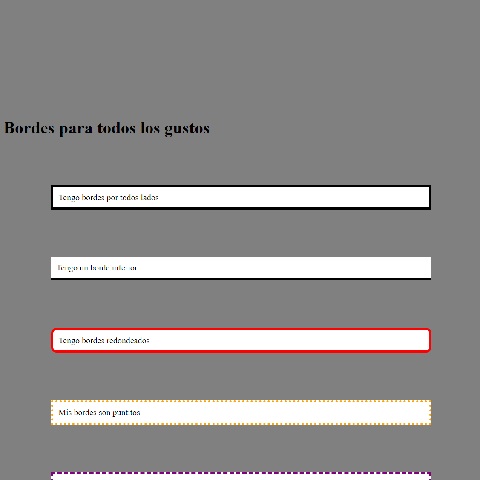 Bordes para todos los gustos
Tengo bordes por todos lados
Tengo un borde inferior
Tengo bordes redondeados
Mis bordes son puntitos